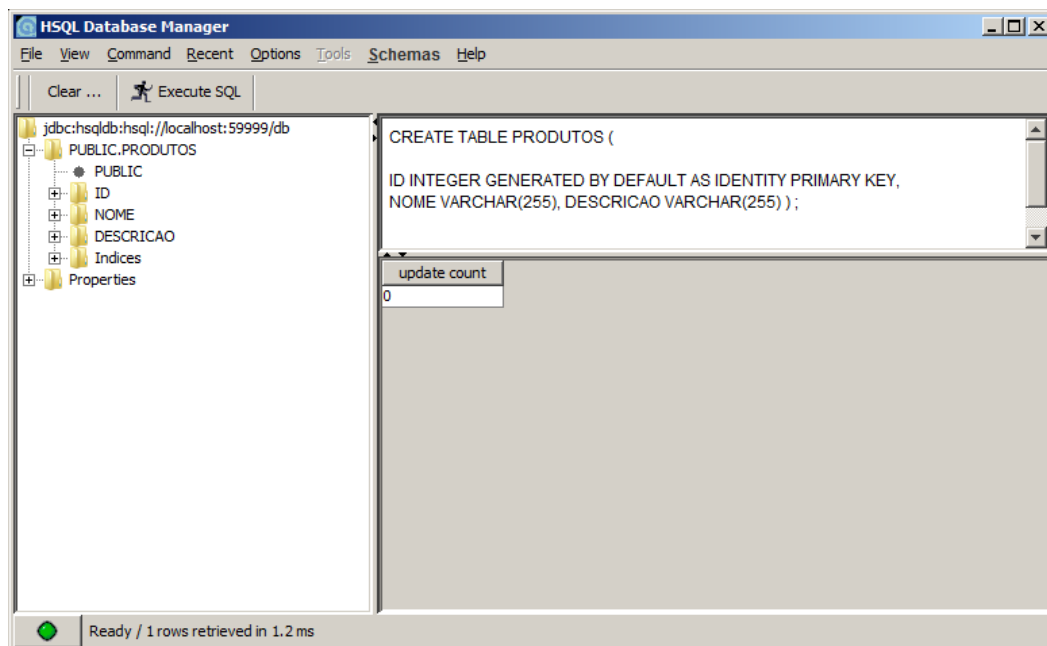 HSQL Database Manager
File View Command Recent Options Tools Schemas Help
Clear ... Execute SQL
jdbc:hsqldb:hsql://localhost:59999/db
PUBLIC.PRODUTOS
PUBLIC
ID
NOME
DESCRICAO
Indices
Properties
CREATE TABLE PRODUTOS (
ID INTEGER GENERATED BY DEFAULT AS IDENTITY PRIMARY KEY,
NOME VARCHAR(255), DESCRICAO VARCHAR(255) ) ;
update count
0
Ready / 1 rows retrieved in 1.2 ms